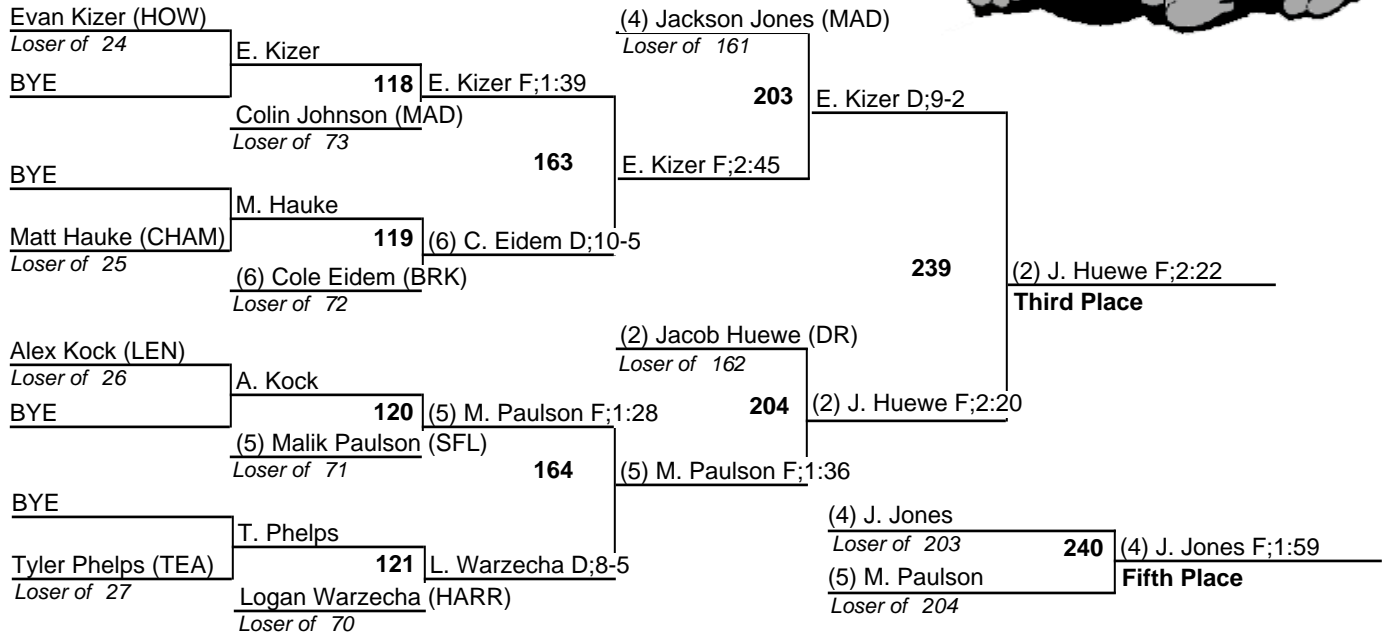 Evan Kizer (HOW)
Loser of 24
BYE
E. Kizer
118
Colin Johnson (MAD)
Loser of 73
E. Kizer F;1:39
163
BYE
M. Hauke
Matt Hauke (CHAM)
Loser of 25
119
(6) Cole Eidem (BRK)
Loser of 72
(6) C. Eidem D;10-5
E. Kizer F;2:45
(4) Jackson Jones (MAD)
Loser of 161
203
E. Kizer D;9-2
Alex Kock (LEN)
Loser of 26
BYE
A. Kock
120
(5) Malik Paulson (SFL)
Loser of 71
(5) M. Paulson F;1:28
164
BYE
T. Phelps
Tyler Phelps (TEA)
Loser of 27
121
Logan Warzecha (HARR)
Loser of 70
L. Warzecha D;8-5
(5) M. Paulson F;1:36
(2) Jacob Huewe (DR)
Loser of 162
204
(2) J. Huewe F;2:20
239
(2) J. Huewe F;2:22
Third Place
(4) J. Jones
Loser of 203
240
(5) M. Paulson
Loser of 204
(4) J. Jones F;1:59
Fifth Place